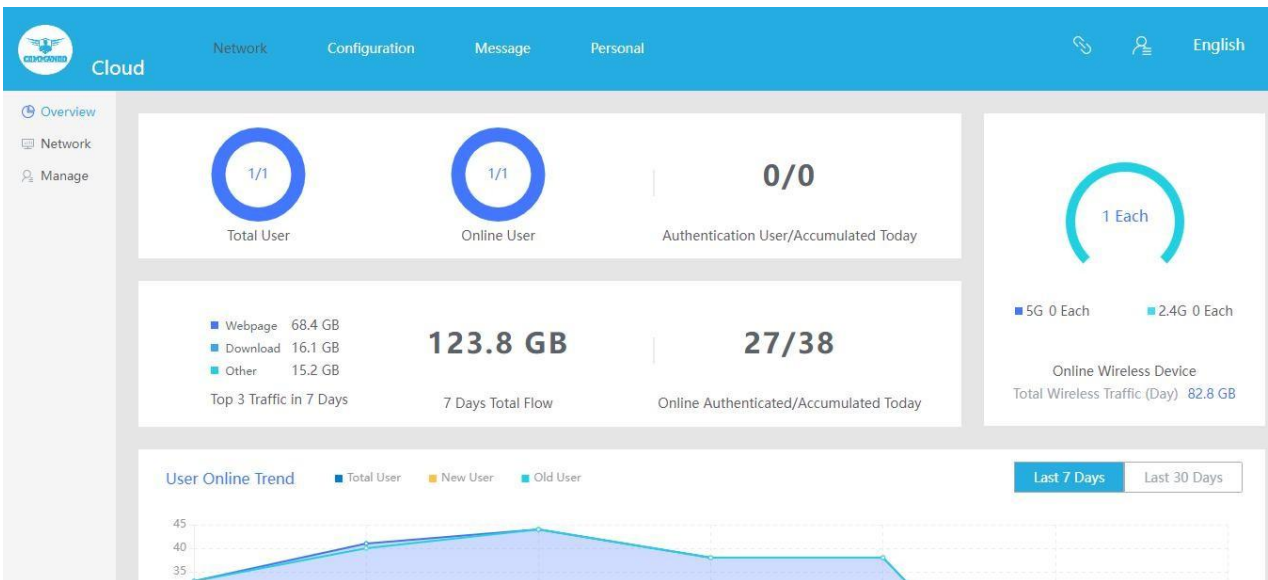 COMMANDO
Cloud
Network
Configuration
Message
Personal
English
Overview
Network
Manage
1/1
Total User
1/1
Online User
0/0
Authentication User/Accumulated Today
1 Each
5G 0 Each
2.4G 0 Each
Online Wireless Device
Total Wireless Traffic (Day) 82.8 GB
Webpage 68.4 GB
Download 16.1 GB
Other 15.2 GB
Top 3 Traffic in 7 Days
123.8 GB
7 Days Total Flow
27/38
Online Authenticated/Accumulated Today
User Online Trend
Total User
New User
Old User
Last 7 Days
Last 30 Days
45
40
35